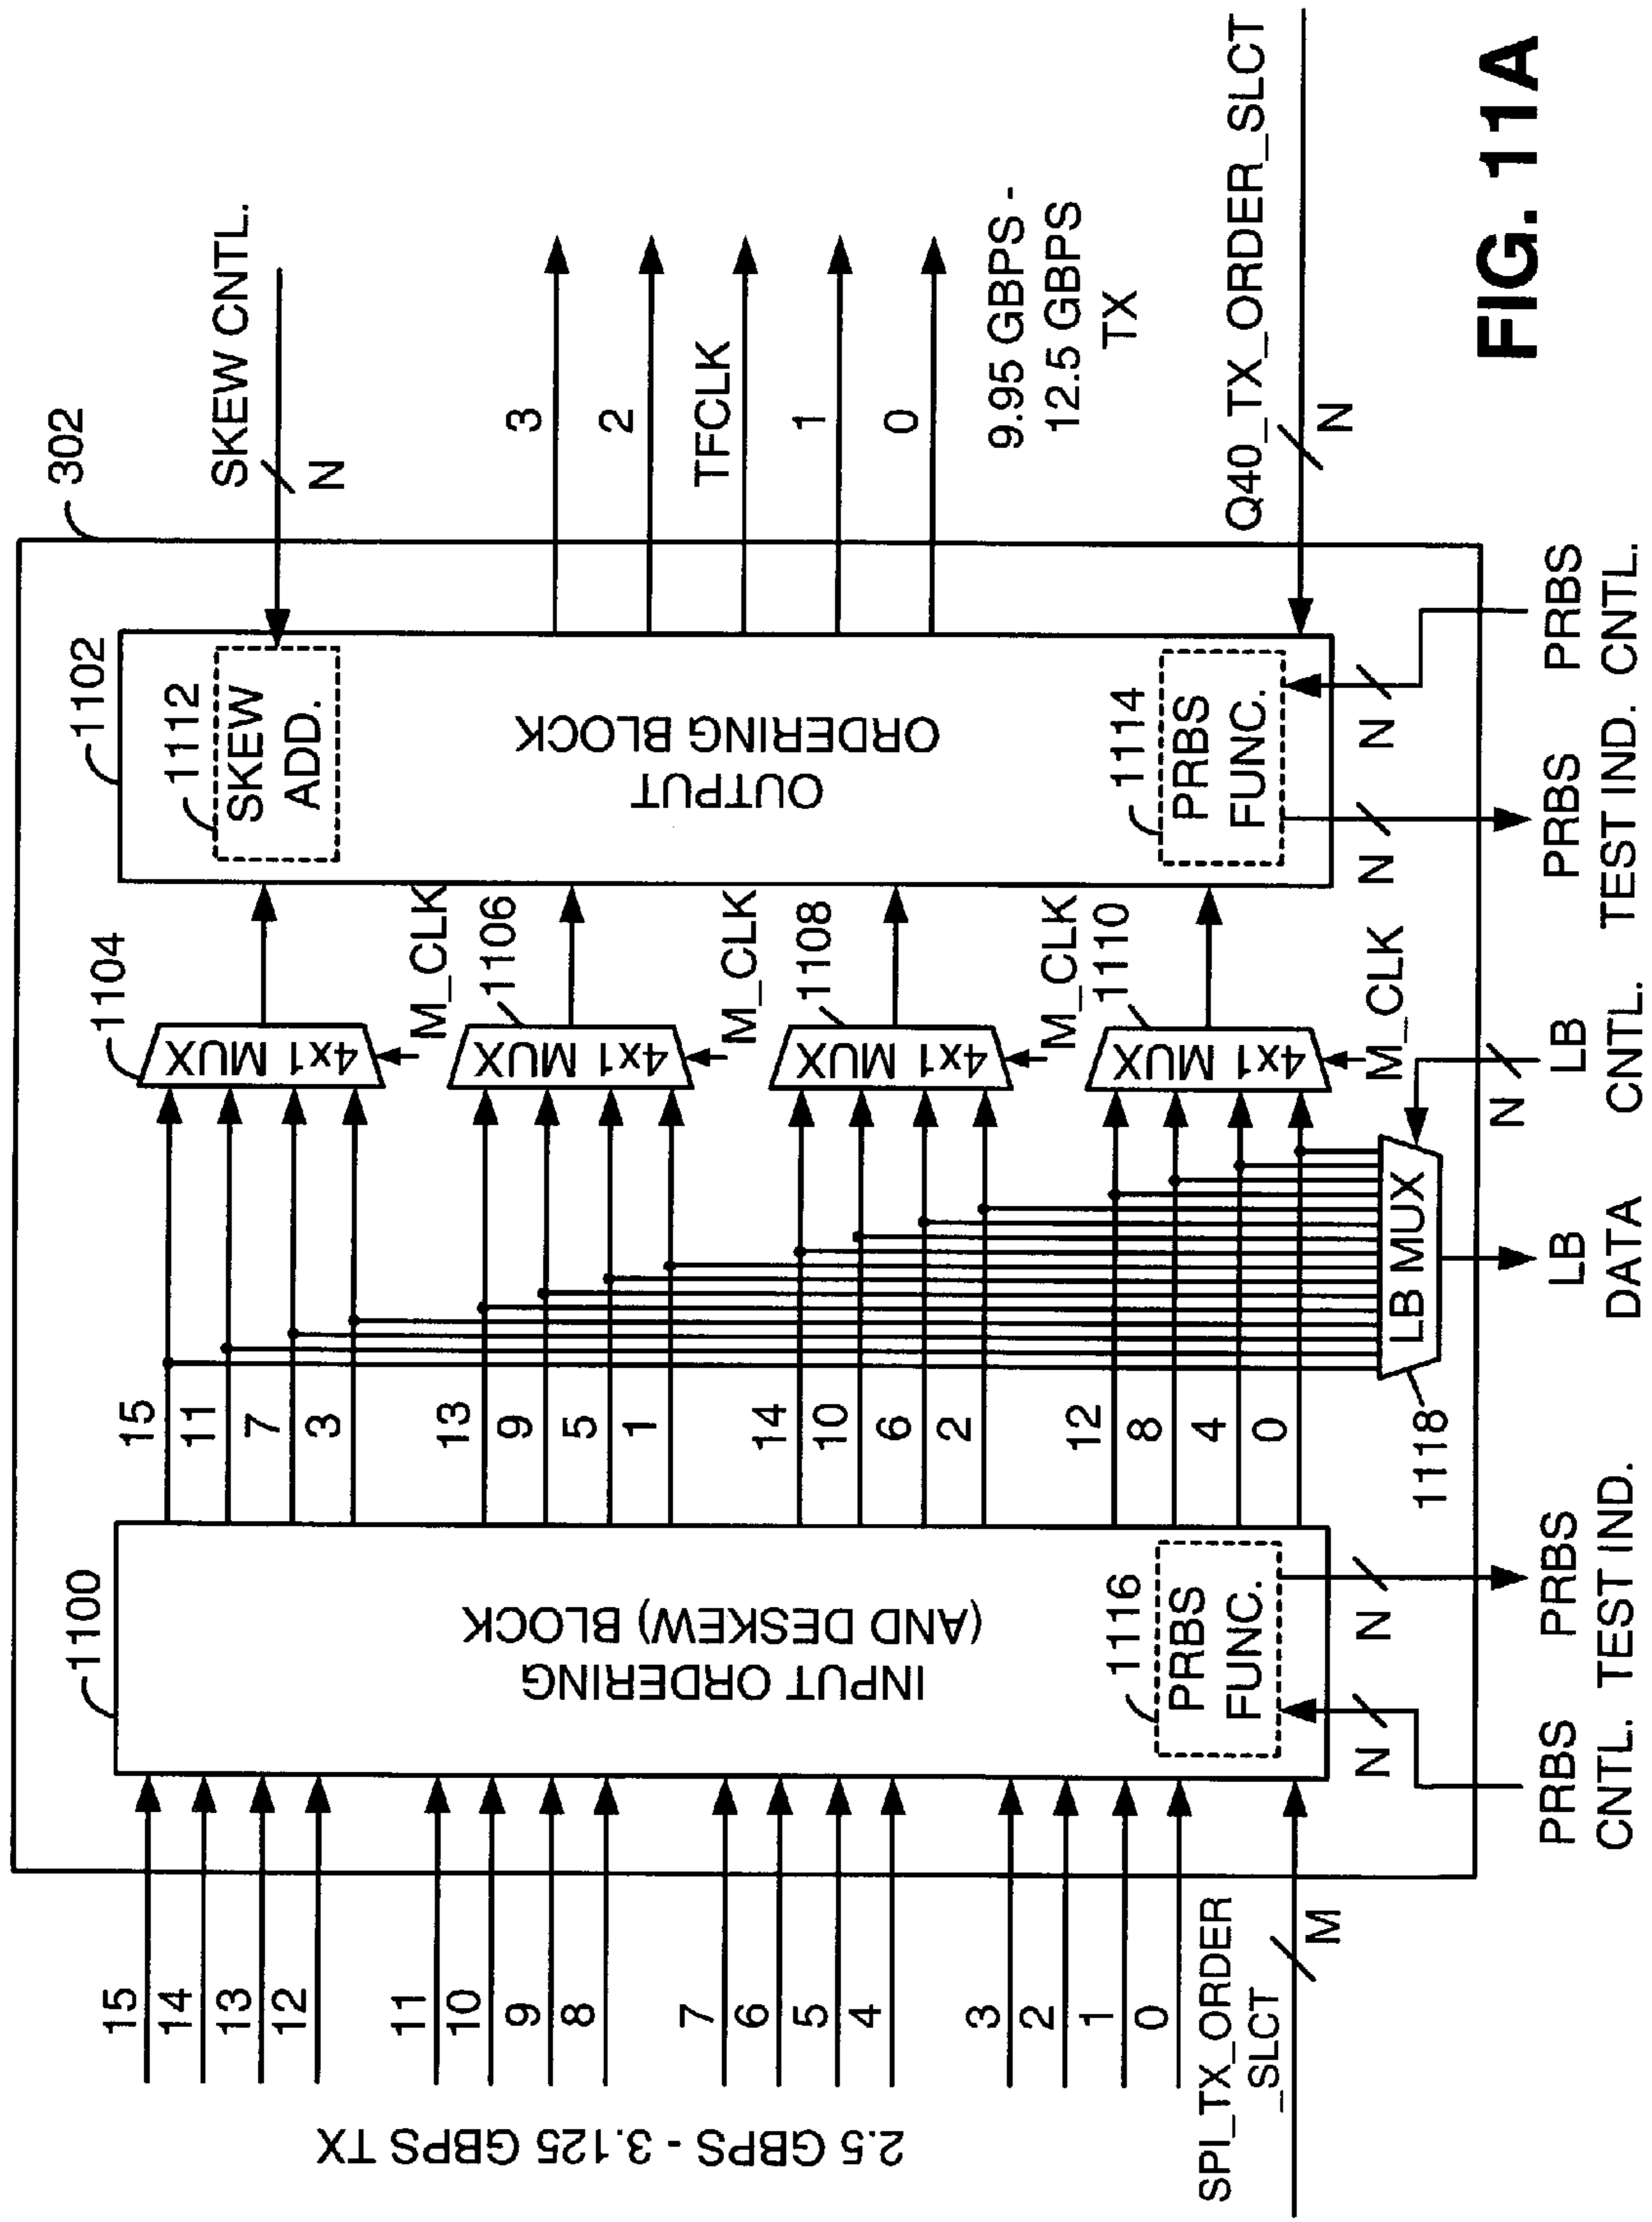 2.5 GBPS - 3.125 GBPS TX
15
14
13
12
11
10
9
8
7
6
5
4
3
2
1
0
SPI_TX_ORDER
_SLCT
M
1100
INPUT ORDERING
(AND DESKEW) BLOCK
1116
PRBS
FUNC.
N
N
PRBS
CNTL.
PRBS
TEST IND.
15
11
7
3
13
9
5
1
14
10
6
2
12
8
4
0
1118
LB MUX
LB
DATA
N
LB
CNTL.
1104
4x1 MUX
M_CLK
1106
4x1 MUX
M_CLK
1108
4x1 MUX
M_CLK
1110
4x1 MUX
M_CLK
1102
1112
SKEW
ADD.
OUTPUT
ORDERING BLOCK
1114
PRBS
FUNC.
N
N
PRBS
TEST IND.
PRBS
CNTL.
302
SKEW CNTL.
N
3
2
TFCLK
1
0
9.95 GBPS -
12.5 GBPS
TX
Q40_TX_ORDER_SLCT
N
FIG. 11A